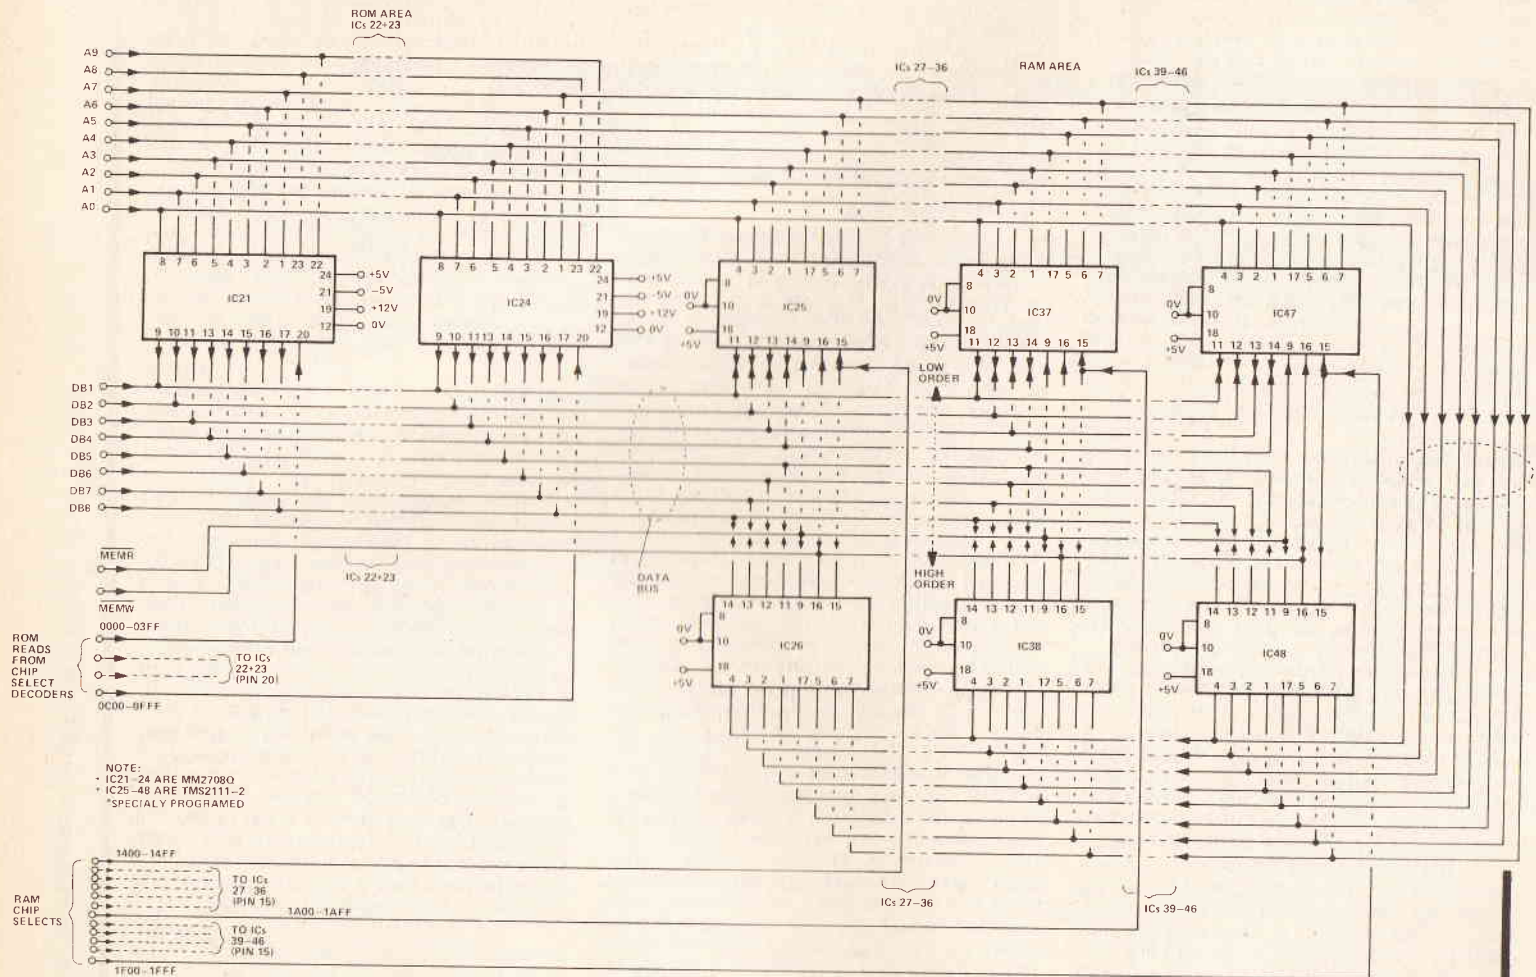 ROM AREA
ICs 22+23
A9
A8
A7
A6
A5
A4
A3
A2
A1
A0
ICs 27–36
RAM AREA
ICs 39–46
8 7 6 5 4 3 2 1 23 22
IC21
24 +5V
21 –5V
19 +12V
12 0V
9 10 11 13 14 15 16 17 20
8 7 6 5 4 3 2 1 23 22
IC24
24 +5V
21 –5V
19 +12V
12 0V
9 10 11 13 14 15 16 17 20
4 3 2 1 17 5 6 7
8
0V 10
IC25
18
+5V
11 12 13 14 9 16 15
4 3 2 1 17 5 6 7
8
0V 10
IC37
18
+5V
11 12 13 14 9 16 15
4 3 2 1 17 5 6 7
8
0V 10
IC47
18
+5V
11 12 13 14 9 16 15
LOW
ORDER
DB1
DB2
DB3
DB4
DB5
DB6
DB7
DB8
MEMR
MEMW
ICs 22+23
DATA
BUS
HIGH
ORDER
14 13 12 11 9 16 15
8
0V 10
IC26
18
+5V
4 3 2 1 17 5 6 7
14 13 12 11 9 16 15
8
0V 10
IC38
18
+5V
4 3 2 1 17 5 6 7
14 13 12 11 9 16 15
8
0V 10
IC48
18
+5V
4 3 2 1 17 5 6 7
ROM
READS
FROM
CHIP
SELECT
DECODERS
0000–03FF
TO ICs
22+23
(PIN 20)
0C00–0FFF
NOTE:
* IC21–24 ARE MM2708Q
* IC25–48 ARE TMS2111–2
*SPECIALY PROGRAMED
RAM
CHIP
SELECTS
1400–14FF
TO ICs
27–36
(PIN 15)
1A00–1AFF
TO ICs
39–46
(PIN 15)
1F00–1FFF
ICs 27–36
ICs 39–46